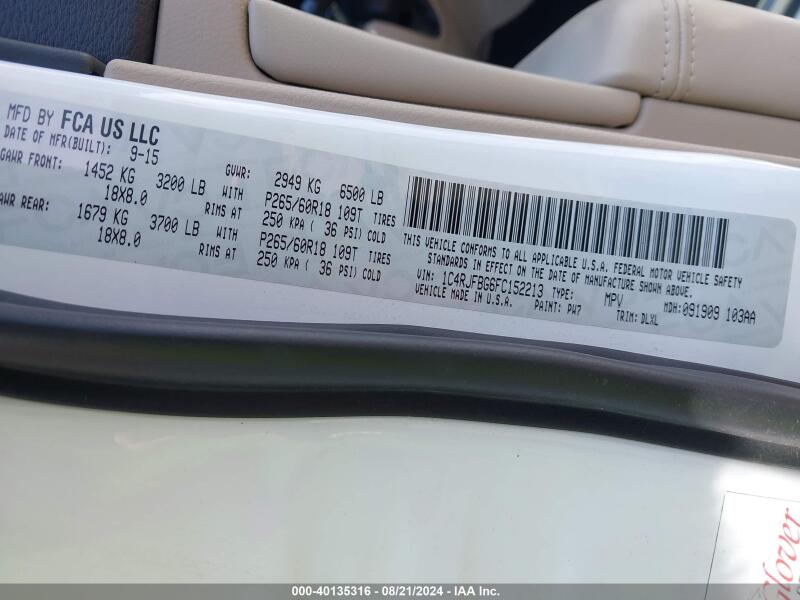 MFD BY FCA US LLC
DATE OF MFR(BUILT): 9-15
GAWR FRONT: 1452 KG 3200 LB GVWR: 2949 KG 6500 LB
18X8.0 RIMS AT WITH P265/60R18 109T TIRES
250 KPA ( 36 PSI) COLD
AWR REAR: 1679 KG 3700 LB WITH P265/60R18 109T TIRES
18X8.0 RIMS AT 250 KPA ( 36 PSI) COLD
THIS VEHICLE CONFORMS TO ALL APPLICABLE U.S.A. FEDERAL MOTOR VEHICLE SAFETY
STANDARDS IN EFFECT ON THE DATE OF MANUFACTURE SHOWN ABOVE.
VIN: 1C4RJFBG6FC152213 TYPE: MPV MDH:091909 103AA
VEHICLE MADE IN U.S.A. PAINT: PW7 TRIM: DLXL
Glover
000-40135316 - 08/21/2024 - IAA Inc.